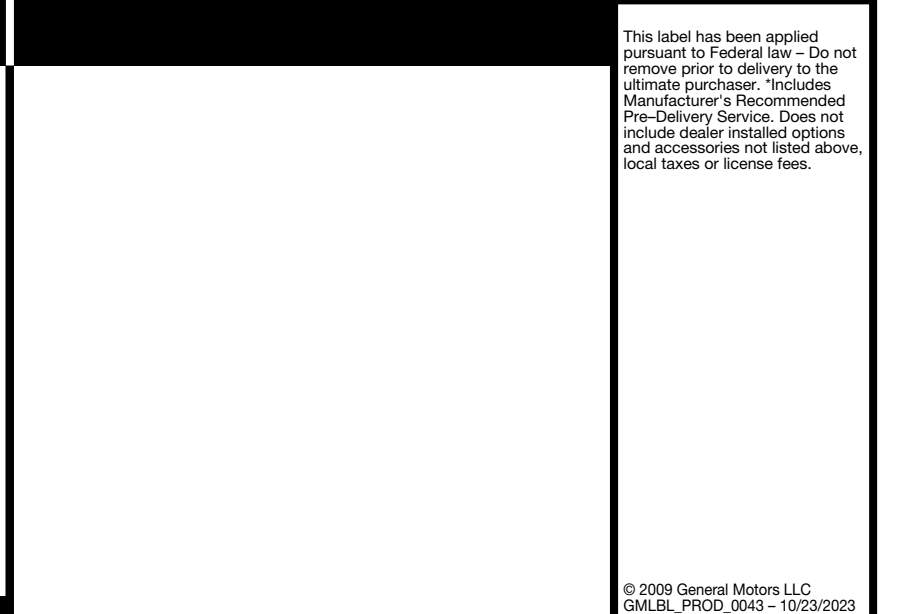 This label has been applied
pursuant to Federal law – Do not
remove prior to delivery to the
ultimate purchaser. *Includes
Manufacturer's Recommended
Pre–Delivery Service. Does not
include dealer installed options
and accessories not listed above,
local taxes or license fees.
© 2009 General Motors LLC
GMLBL_PROD_0043 – 10/23/2023